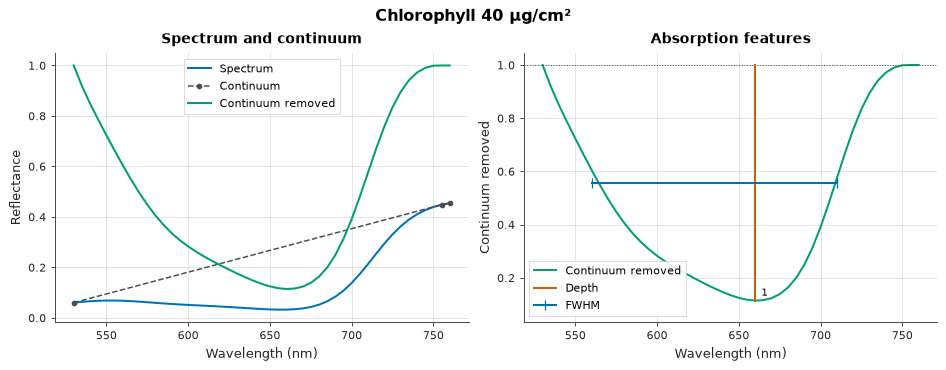 Chlorophyll 40 µg/cm²
Spectrum and continuum
Reflectance
1.0
0.8
0.6
0.4
0.2
0.0
Spectrum
Continuum
Continuum removed
550
600
650
700
750
Wavelength (nm)
Absorption features
Continuum removed
1.0
0.8
0.6
0.4
0.2
1
Continuum removed
Depth
FWHM
550
600
650
700
750
Wavelength (nm)